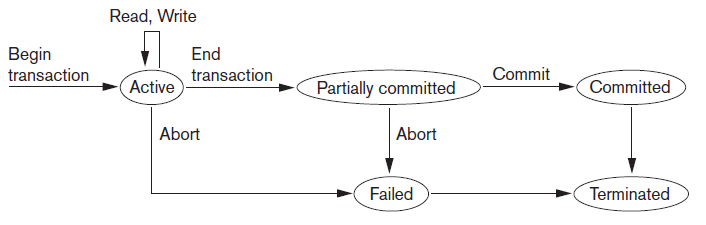 Read, Write
Begin
transaction
End
transaction
Active
Partially committed
Commit
Committed
Abort
Abort
Failed
Terminated